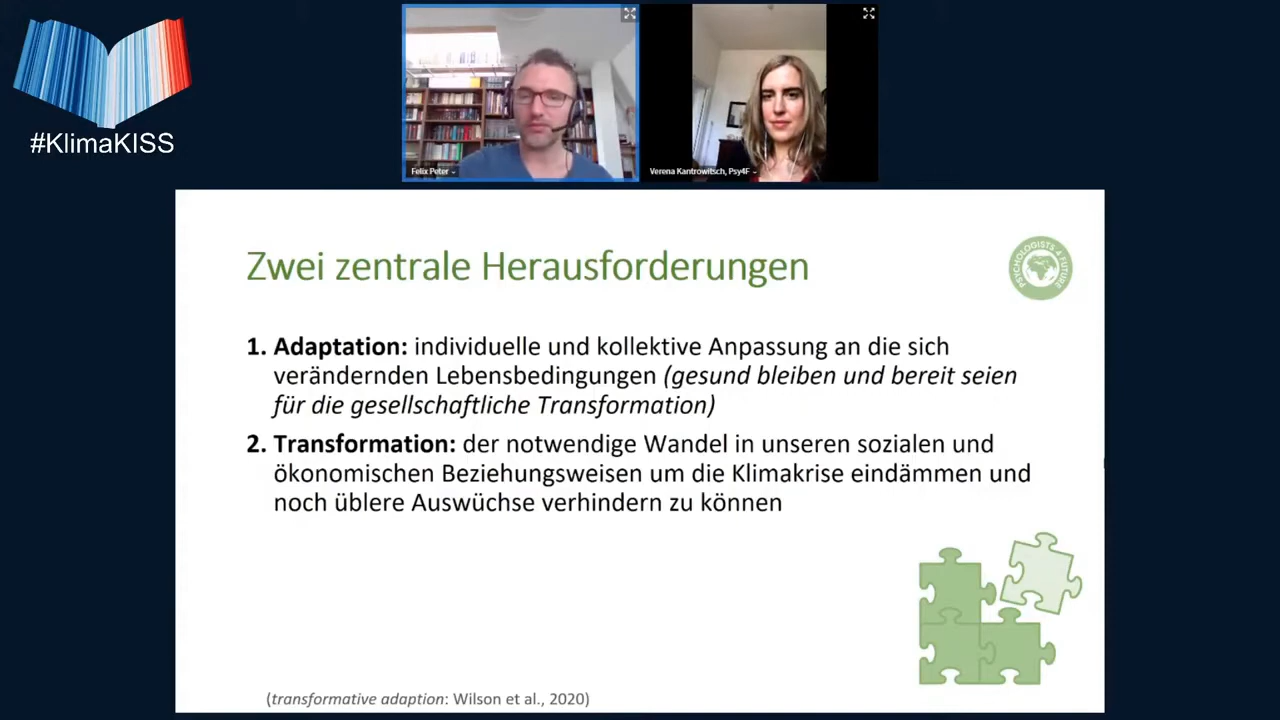 #KlimaKISS
Felix Peter
Verena Kantrowitsch, Psy4F
Zwei zentrale Herausforderungen
PSYCHOLOGISTS 4 FUTURE
1. Adaptation: individuelle und kollektive Anpassung an die sich
verändernden Lebensbedingungen (gesund bleiben und bereit seien
für die gesellschaftliche Transformation)
2. Transformation: der notwendige Wandel in unseren sozialen und
ökonomischen Beziehungsweisen um die Klimakrise eindämmen und
noch üblere Auswüchse verhindern zu können
(transformative adaption: Wilson et al., 2020)